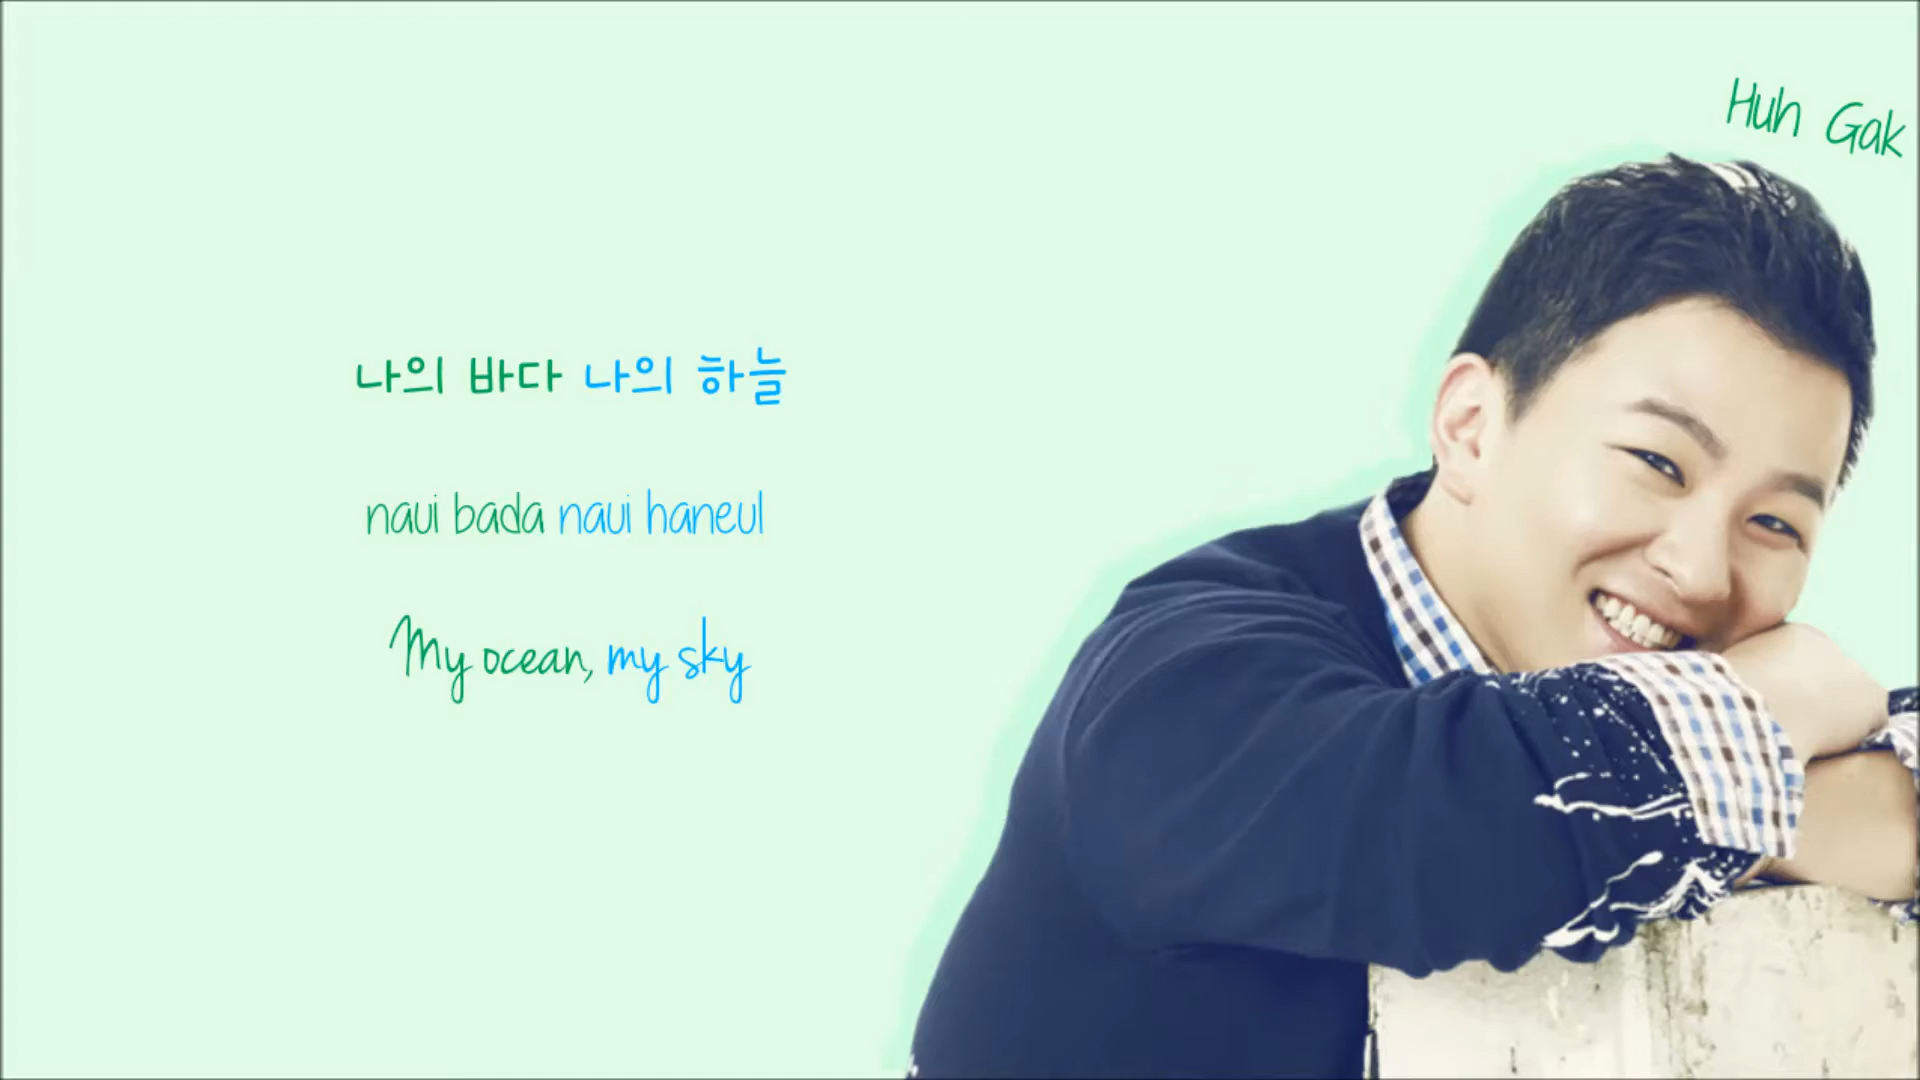 Huh Gak
나의 바다 나의 하늘
naui bada naui haneul
My ocean, my sky